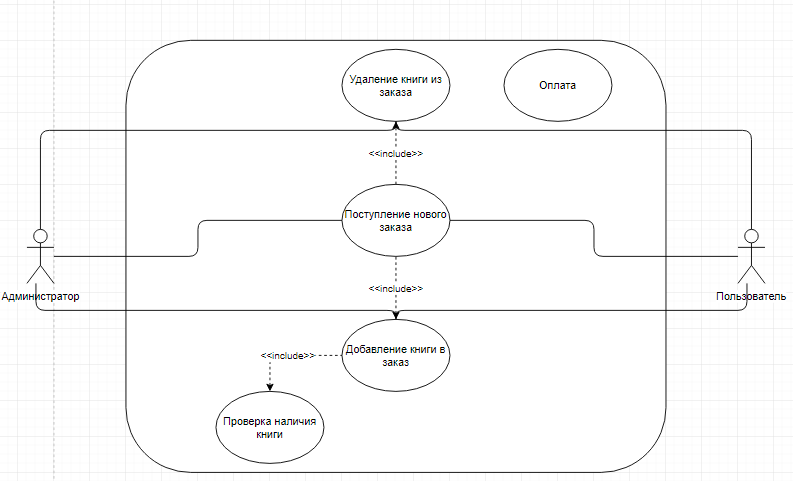 Удаление книги из
заказа
Оплата
<<include>>
Поступление нового
заказа
Администратор
Пользователь
<<include>>
Добавление книги в
заказ
<<include>>
Проверка наличия
книги